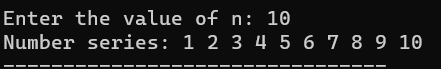 Enter the value of n: 10
Number series: 1 2 3 4 5 6 7 8 9 10
--------------------------------